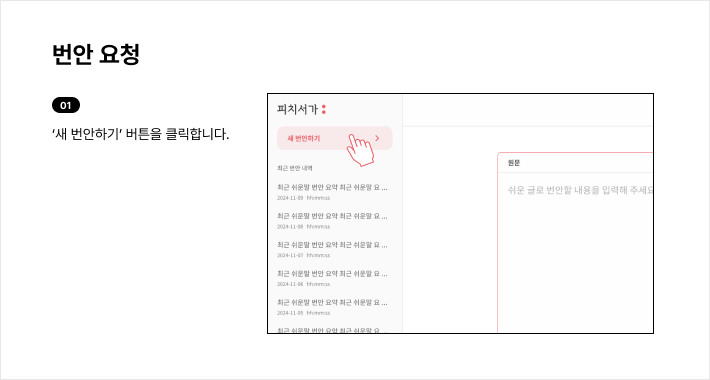 번안 요청
01
‘새 번안하기’ 버튼을 클릭합니다.
피치서가
새 번안하기
최근 번안 내역
최근 쉬운말 번안 요약 최근 쉬운말 요 ...
2024-11-09 hh:mm:ss
최근 쉬운말 번안 요약 최근 쉬운말 요 ...
2024-11-08 hh:mm:ss
최근 쉬운말 번안 요약 최근 쉬운말 요 ...
2024-11-07 hh:mm:ss
최근 쉬운말 번안 요약 최근 쉬운말 요 ...
2024-11-06 hh:mm:ss
최근 쉬운말 번안 요약 최근 쉬운말 요 ...
2024-11-05 hh:mm:ss
최근 쉬운말 번안 요약 최근 쉬운말 요
원문
쉬운 글로 번안할 내용을 입력해 주세요